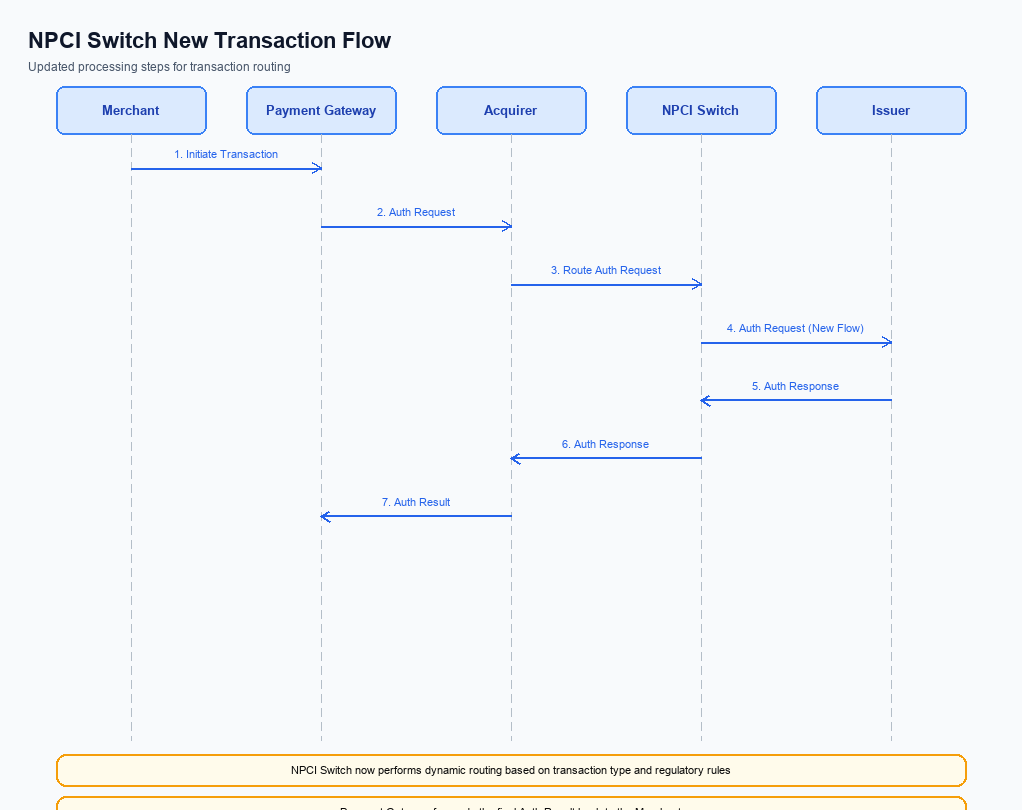 NPCI Switch New Transaction Flow
Updated processing steps for transaction routing
Merchant
Payment Gateway
Acquirer
NPCI Switch
Issuer
1. Initiate Transaction
2. Auth Request
3. Route Auth Request
4. Auth Request (New Flow)
5. Auth Response
6. Auth Response
7. Auth Result
NPCI Switch now performs dynamic routing based on transaction type and regulatory rules